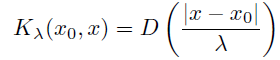 K_λ(x_0, x) = D ( |x − x_0| / λ )